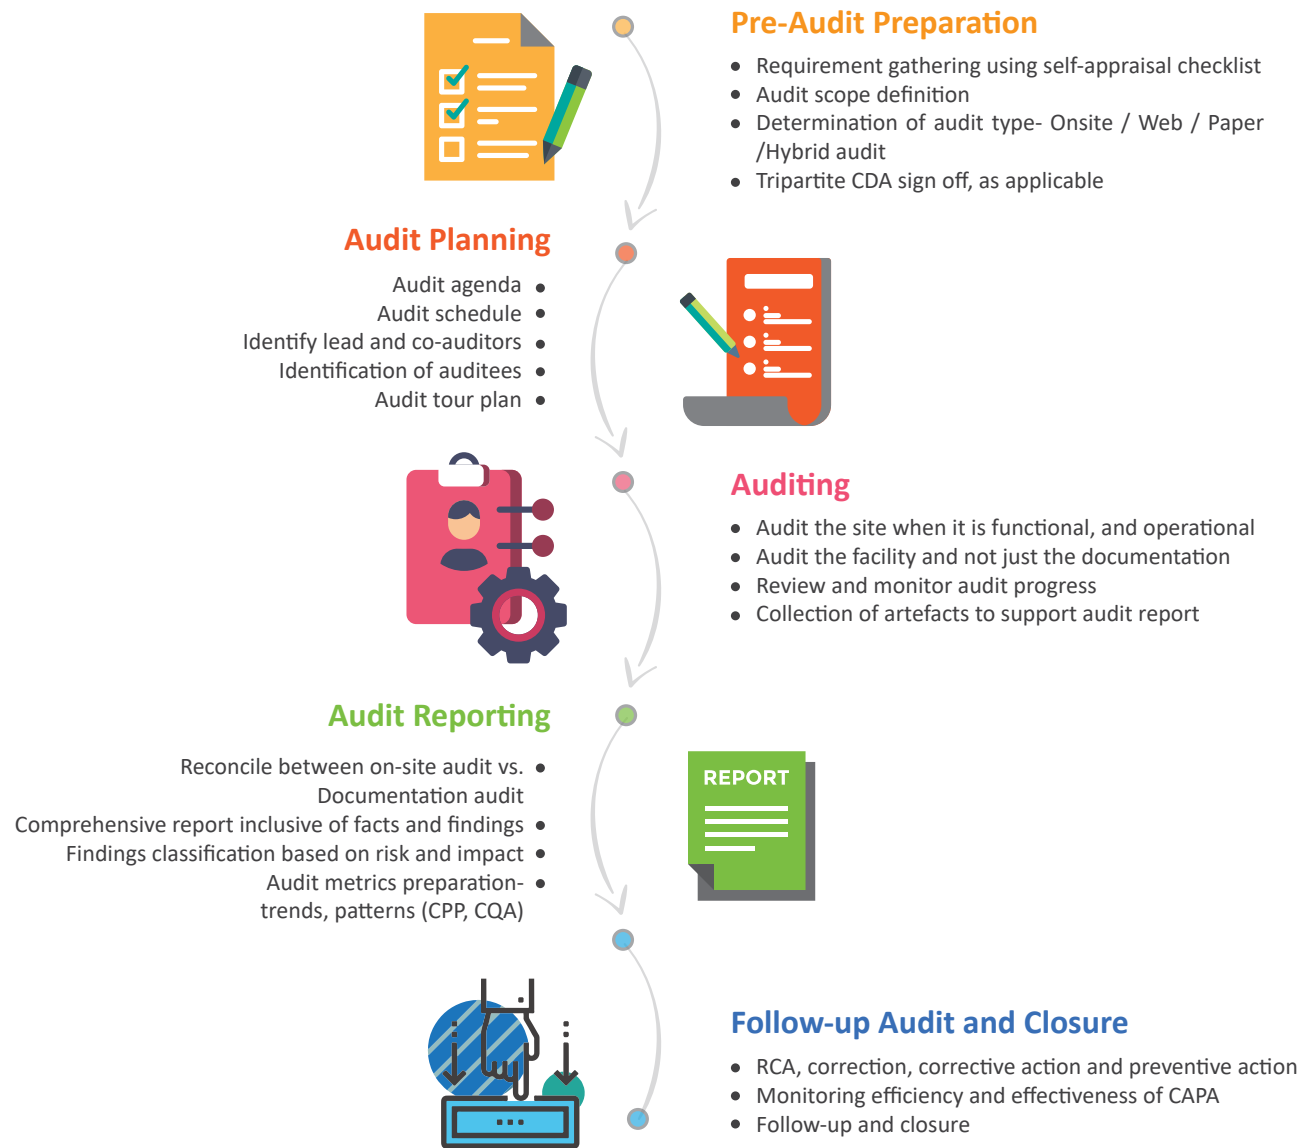 Pre-Audit Preparation
• Requirement gathering using self-appraisal checklist
• Audit scope definition
• Determination of audit type- Onsite / Web / Paper
/Hybrid audit
• Tripartite CDA sign off, as applicable
Audit Planning
Audit agenda •
Audit schedule •
Identify lead and co-auditors •
Identification of auditees •
Audit tour plan •
Auditing
• Audit the site when it is functional, and operational
• Audit the facility and not just the documentation
• Review and monitor audit progress
• Collection of artefacts to support audit report
Audit Reporting
Reconcile between on-site audit vs. •
Documentation audit
Comprehensive report inclusive of facts and findings •
Findings classification based on risk and impact •
Audit metrics preparation- •
trends, patterns (CPP, CQA)
REPORT
Follow-up Audit and Closure
• RCA, correction, corrective action and preventive action
• Monitoring efficiency and effectiveness of CAPA
• Follow-up and closure